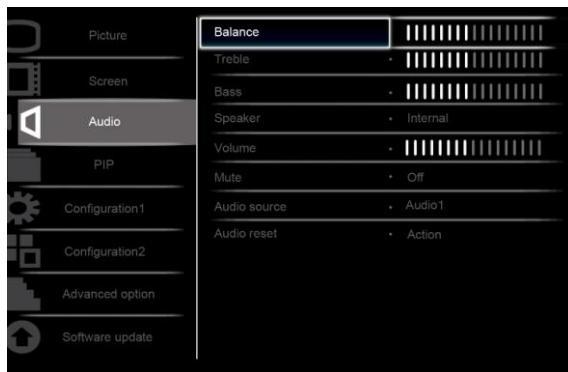 Picture
Screen
Audio
PIP
Configuration1
Configuration2
Advanced option
Software update
Balance
Treble
Bass
Speaker · Internal
Volume
Mute · Off
Audio source · Audio1
Audio reset · Action